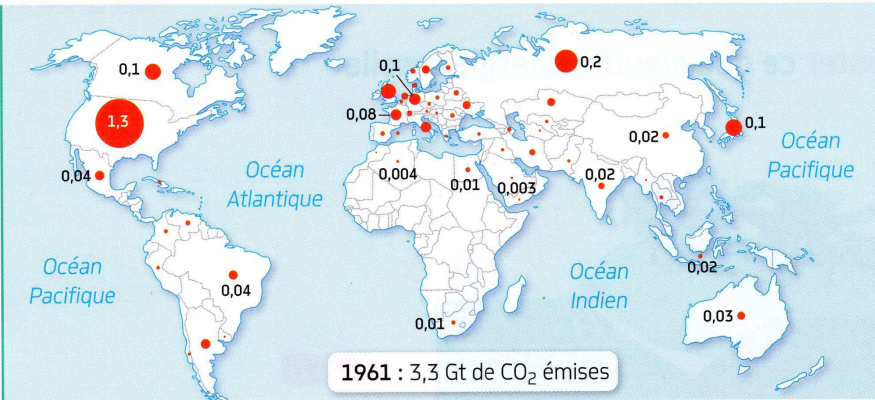 0,1
1,3
0,04
Océan
Atlantique
Océan
Pacifique
0,04
0,1
0,08
0,004
0,01
0,003
0,01
0,2
0,02
0,1
0,02
0,02
0,03
Océan
Pacifique
Océan
Indien
1961 : 3,3 Gt de CO₂ émises